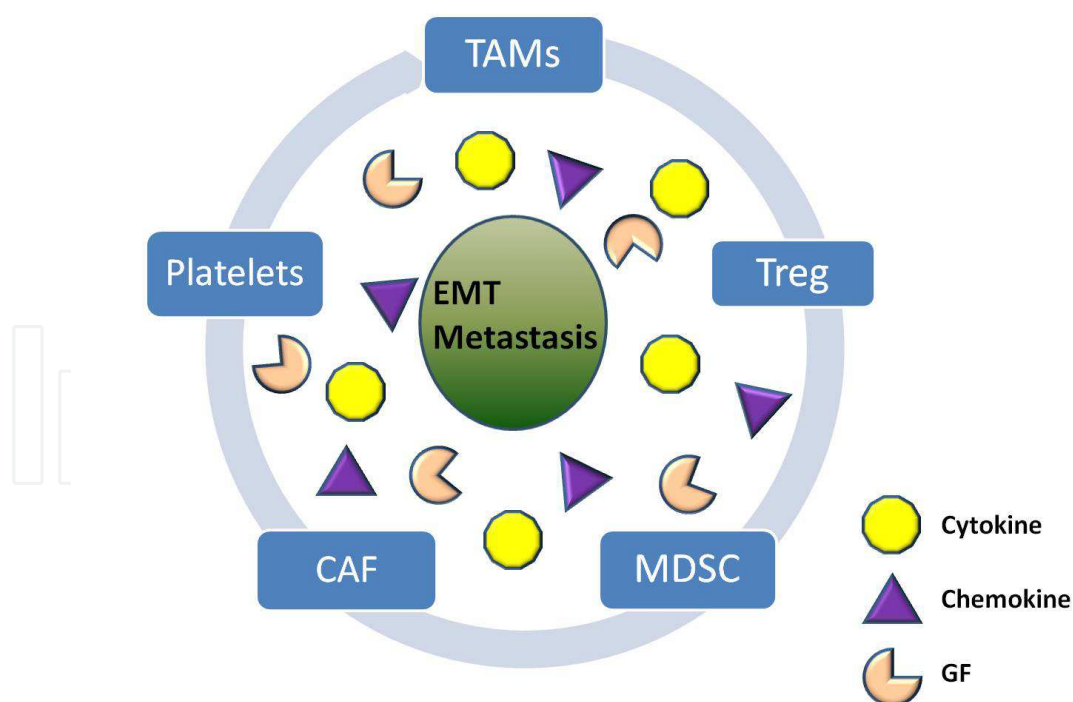 TAMs
Platelets
Treg
EMT
Metastasis
CAF
MDSC
Cytokine
Chemokine
GF